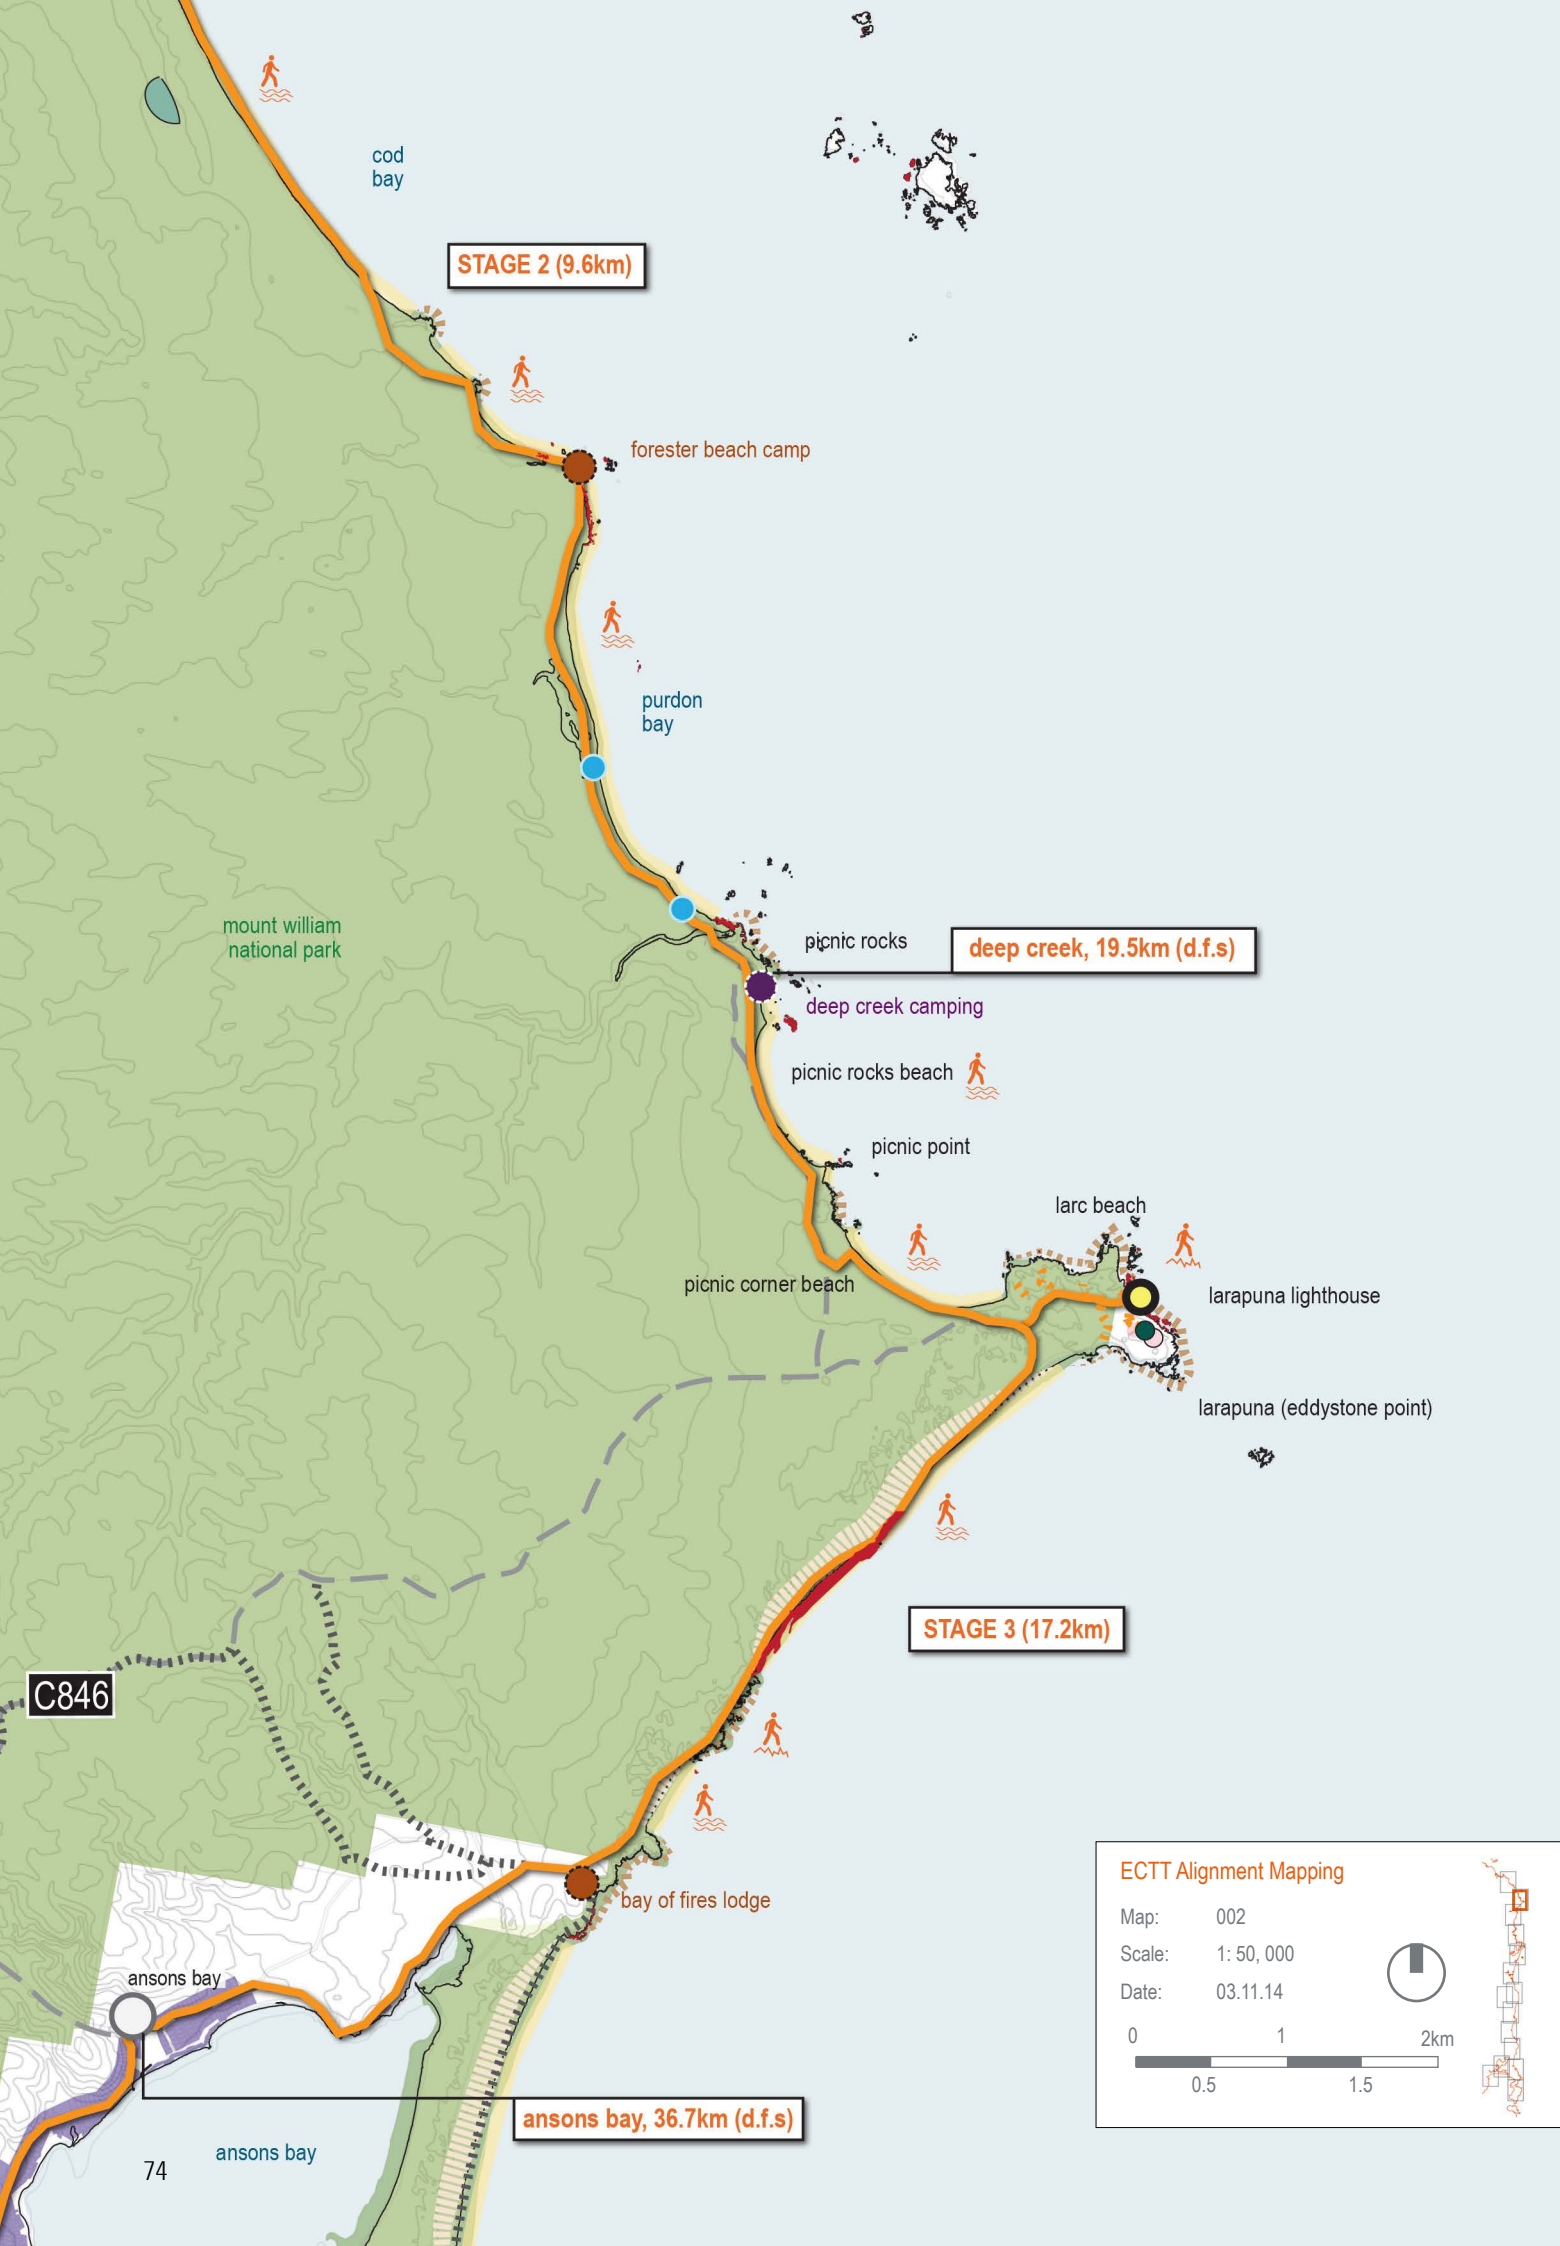 cod
bay
STAGE 2 (9.6km)
forester beach camp
purdon
bay
mount william
national park
picnic rocks
deep creek, 19.5km (d.f.s)
deep creek camping
picnic rocks beach
picnic point
larc beach
picnic corner beach
larapuna lighthouse
larapuna (eddystone point)
STAGE 3 (17.2km)
C846
bay of fires lodge
ansons bay
ansons bay, 36.7km (d.f.s)
ansons bay
74
ECTT Alignment Mapping
Map: 002
Scale: 1: 50, 000
Date: 03.11.14
0 1 2km
0.5 1.5